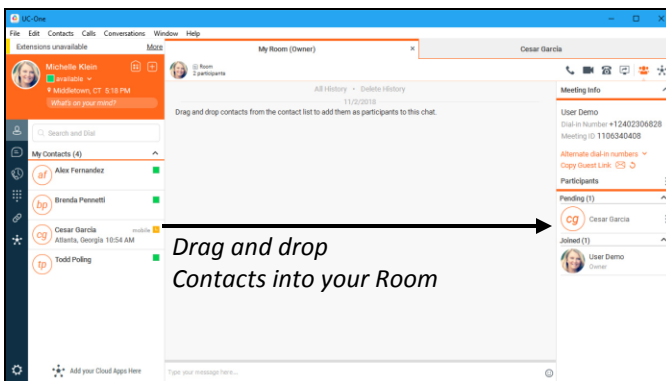 UC-One
File Edit Contacts Calls Conversations Window Help
Extensions unavailable More
Michelle Klein
available
Middletown, CT 5:18 PM
What's on your mind?
Search and Dial
My Contacts (4)
af Alex Fernandez
bp Brenda Pennetti
cg Cesar Garcia mobile
Atlanta, Georgia 10:54 AM
tp Todd Poling
Add your Cloud Apps Here
My Room (Owner) ×
Cesar Garcia
Room
2 participants
All History • Delete History
11/2/2018
Drag and drop contacts from the contact list to add them as participants to this chat.
Drag and drop
Contacts into your Room
Type your message here...
Meeting Info
User Demo
Dial-in Number +12402306828
Meeting ID 1106340408
Alternate dial-in numbers
Copy Guest Link
Participants
Pending (1)
cg Cesar Garcia
Joined (1)
User Demo
Owner